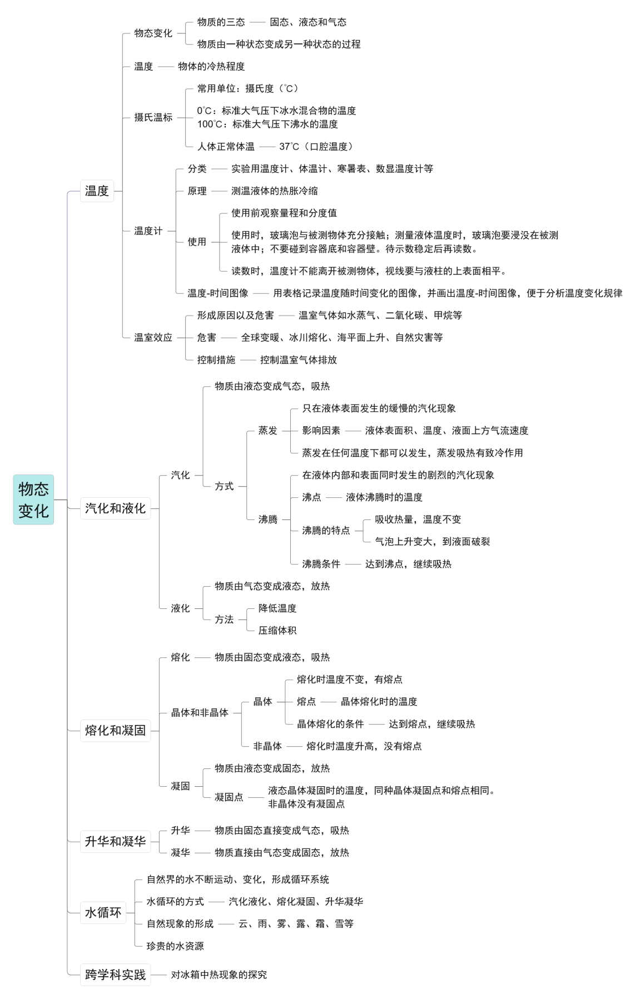 物态
变化
温度
物态变化
物质的三态
固态、液态和气态
物质由一种状态变成另一种状态的过程
温度
物体的冷热程度
摄氏温标
常用单位：摄氏度（℃）
0℃：标准大气压下冰水混合物的温度
100℃：标准大气压下沸水的温度
人体正常体温
37℃（口腔温度）
温度计
分类
实验用温度计、体温计、寒暑表、数显温度计等
原理
测温液体的热胀冷缩
使用
使用前观察量程和分度值
使用时，玻璃泡与被测物体充分接触；测量液体温度时，玻璃泡要浸没在被测
液体中；不要碰到容器底和容器壁。待示数稳定后再读数。
读数时，温度计不能离开被测物体，视线要与液柱的上表面相平。
温度-时间图像
用表格记录温度随时间变化的图像，并画出温度-时间图像，便于分析温度变化规律
温室效应
形成原因以及危害
温室气体如水蒸气、二氧化碳、甲烷等
危害
全球变暖、冰川熔化、海平面上升、自然灾害等
控制措施
控制温室气体排放
汽化和液化
汽化
物质由液态变成气态，吸热
方式
蒸发
只在液体表面发生的缓慢的汽化现象
影响因素
液体表面积、温度、液面上方气流速度
蒸发在任何温度下都可以发生，蒸发吸热有致冷作用
沸腾
在液体内部和表面同时发生的剧烈的汽化现象
沸点
液体沸腾时的温度
沸腾的特点
吸收热量，温度不变
气泡上升变大，到液面破裂
沸腾条件
达到沸点，继续吸热
液化
物质由气态变成液态，放热
方法
降低温度
压缩体积
熔化和凝固
熔化
物质由固态变成液态，吸热
晶体和非晶体
晶体
熔化时温度不变，有熔点
熔点
晶体熔化时的温度
晶体熔化的条件
达到熔点，继续吸热
非晶体
熔化时温度升高，没有熔点
凝固
物质由液态变成固态，放热
凝固点
液态晶体凝固时的温度，同种晶体凝固点和熔点相同。
非晶体没有凝固点
升华和凝华
升华
物质由固态直接变成气态，吸热
凝华
物质直接由气态变成固态，放热
水循环
自然界的水不断运动、变化，形成循环系统
水循环的方式
汽化液化、熔化凝固、升华凝华
自然现象的形成
云、雨、雾、露、霜、雪等
珍贵的水资源
跨学科实践
对冰箱中热现象的探究